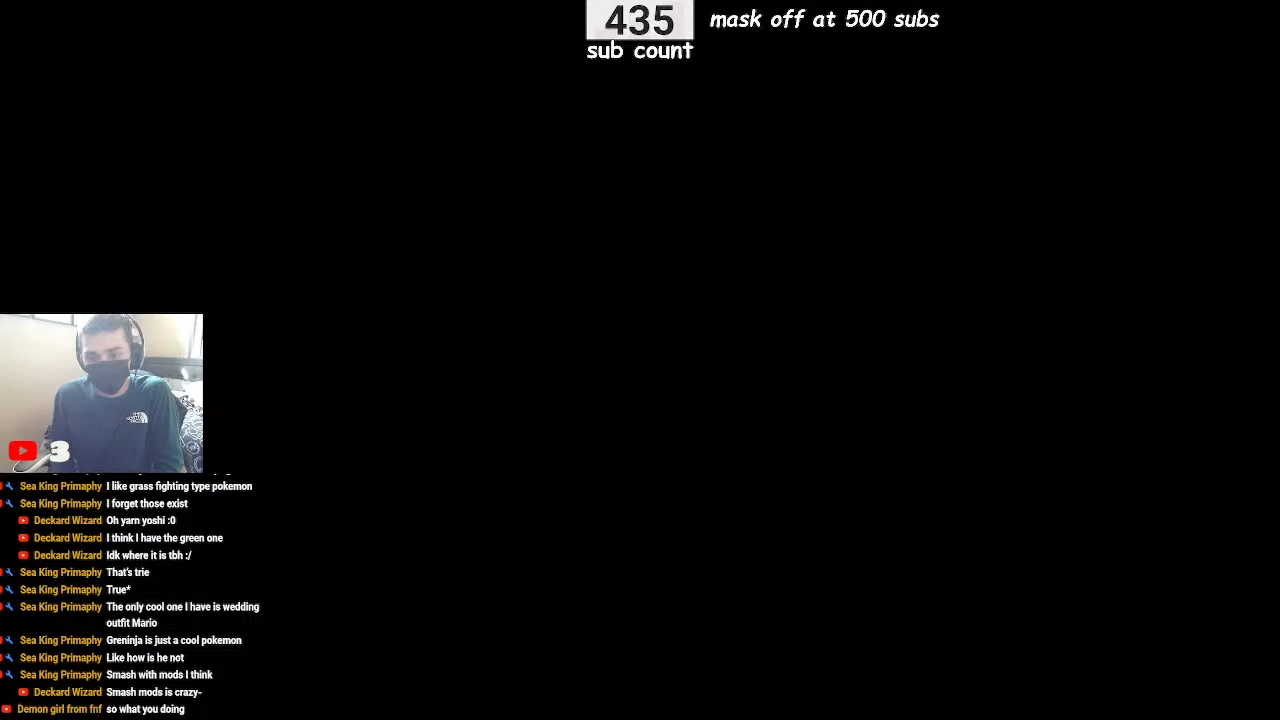 435
mask off at 500 subs
sub count
THE
NORTH
FACE
3
Sea King Primaphy I like grass fighting type pokemon
Sea King Primaphy I forget those exist
Deckard Wizard Oh yarn yoshi :0
Deckard Wizard I think I have the green one
Deckard Wizard Idk where it is tbh :/
Sea King Primaphy That's trie
Sea King Primaphy True*
Sea King Primaphy The only cool one I have is wedding
outfit Mario
Sea King Primaphy Greninja is just a cool pokemon
Sea King Primaphy Like how is he not
Sea King Primaphy Smash with mods I think
Deckard Wizard Smash mods is crazy-
Demon girl from fnf so what you doing